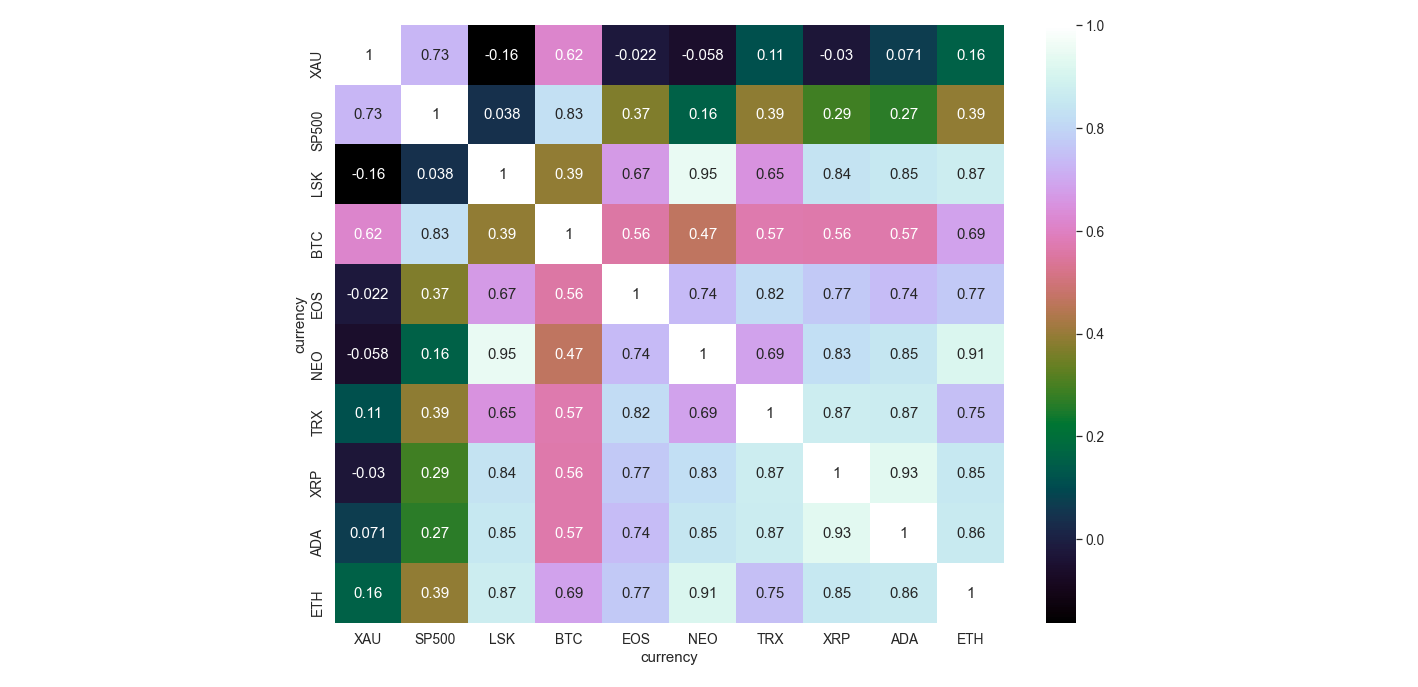 XAU 1 0.73 -0.16 0.62 -0.022 -0.058 0.11 -0.03 0.071 0.16
SP500 0.73 1 0.038 0.83 0.37 0.16 0.39 0.29 0.27 0.39
LSK -0.16 0.038 1 0.39 0.67 0.95 0.65 0.84 0.85 0.87
BTC 0.62 0.83 0.39 1 0.56 0.47 0.57 0.56 0.57 0.69
EOS -0.022 0.37 0.67 0.56 1 0.74 0.82 0.77 0.74 0.77
NEO -0.058 0.16 0.95 0.47 0.74 1 0.69 0.83 0.85 0.91
TRX 0.11 0.39 0.65 0.57 0.82 0.69 1 0.87 0.87 0.75
XRP -0.03 0.29 0.84 0.56 0.77 0.83 0.87 1 0.93 0.85
ADA 0.071 0.27 0.85 0.57 0.74 0.85 0.87 0.93 1 0.86
ETH 0.16 0.39 0.87 0.69 0.77 0.91 0.75 0.85 0.86 1
currency
XAU SP500 LSK BTC EOS NEO TRX XRP ADA ETH
currency
1.0
0.8
0.6
0.4
0.2
0.0